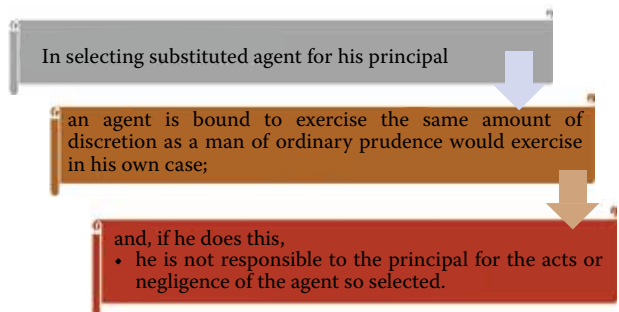 In selecting substituted agent for his principal
an agent is bound to exercise the same amount of
discretion as a man of ordinary prudence would exercise
in his own case;
and, if he does this,
• he is not responsible to the principal for the acts or
negligence of the agent so selected.